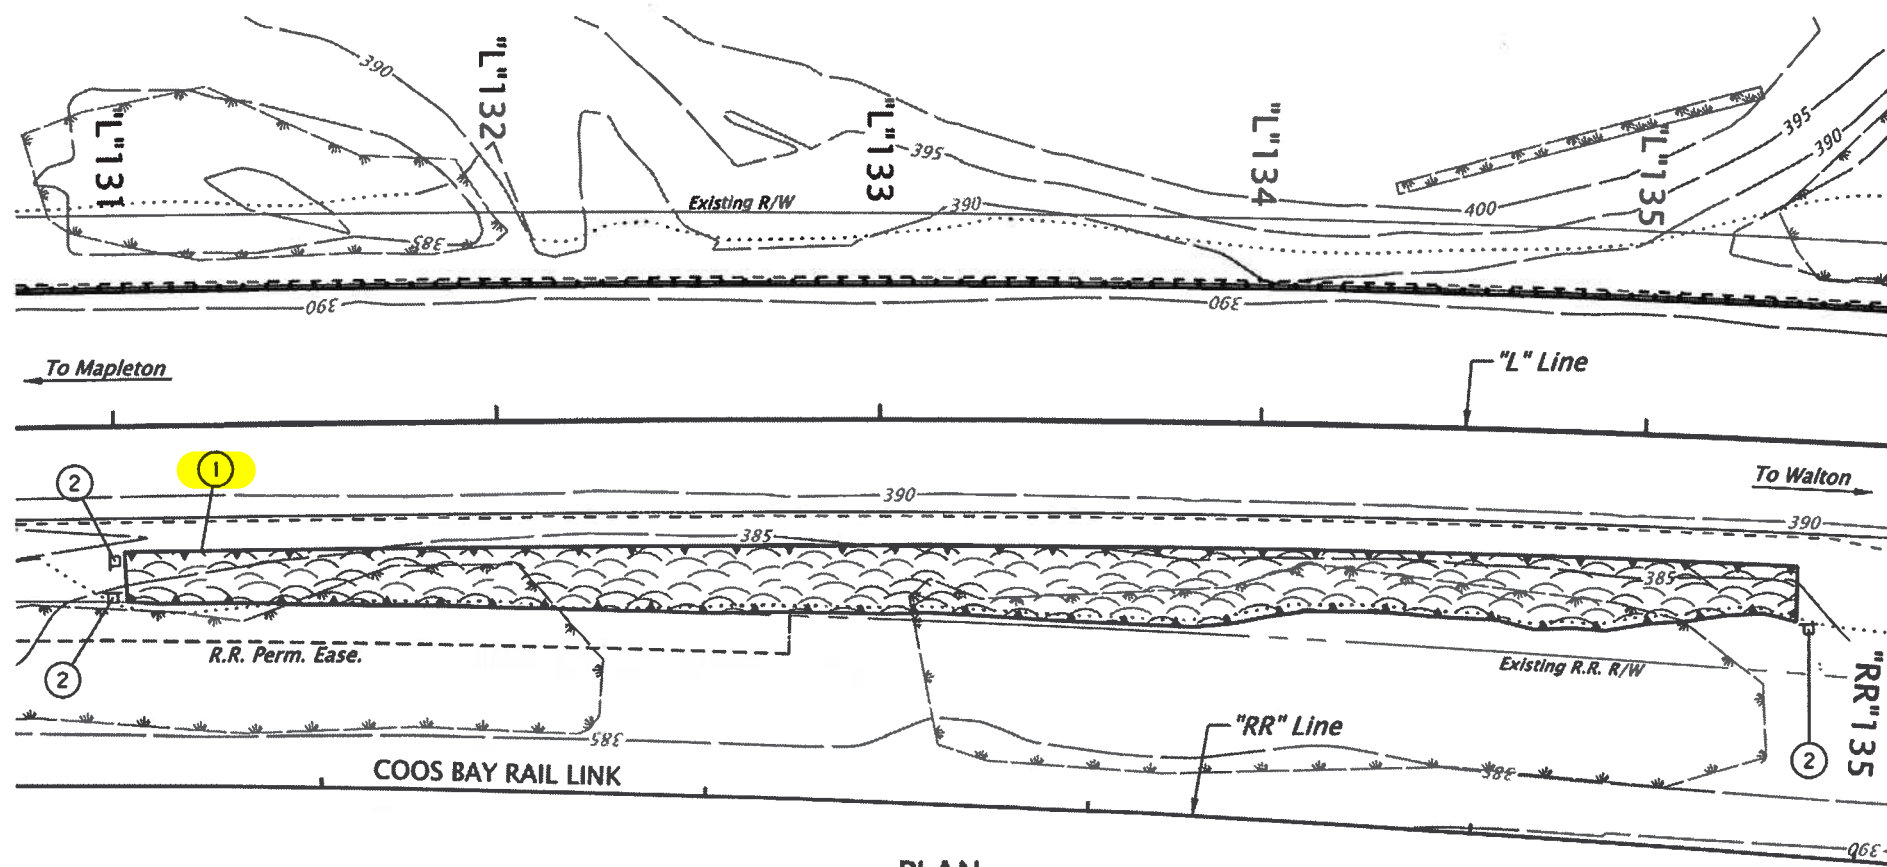 390
"L"132
"L"131
"L"133
395
"L"134
"L"135
395
390
Existing R/W
390
400
385
390
390
To Mapleton
"L" Line
1
2
To Walton
390
390
385
385
2
R.R. Perm. Ease.
Existing R.R. R/W
"RR"135
385
"RR" Line
2
COOS BAY RAIL LINK
385
390
PLAN